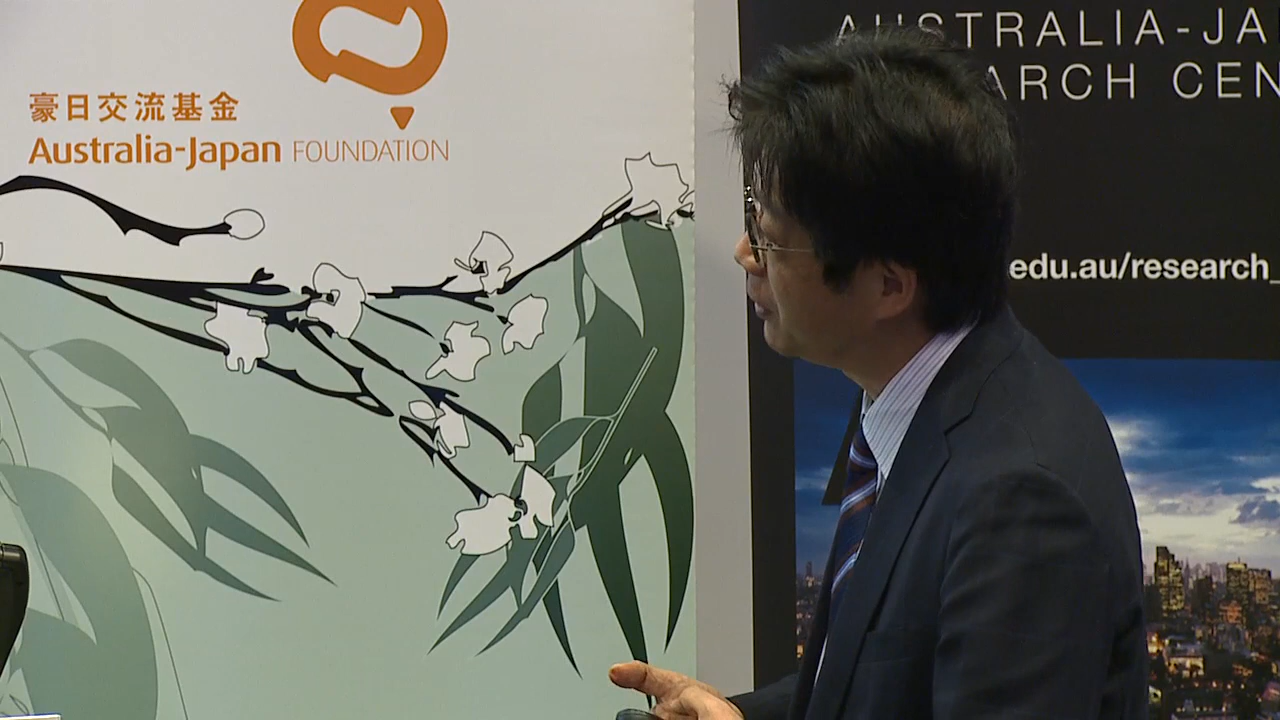 豪日交流基金
Australia-Japan FOUNDATION
AUSTRALIA-JA
ARCH CEN
edu.au/research_